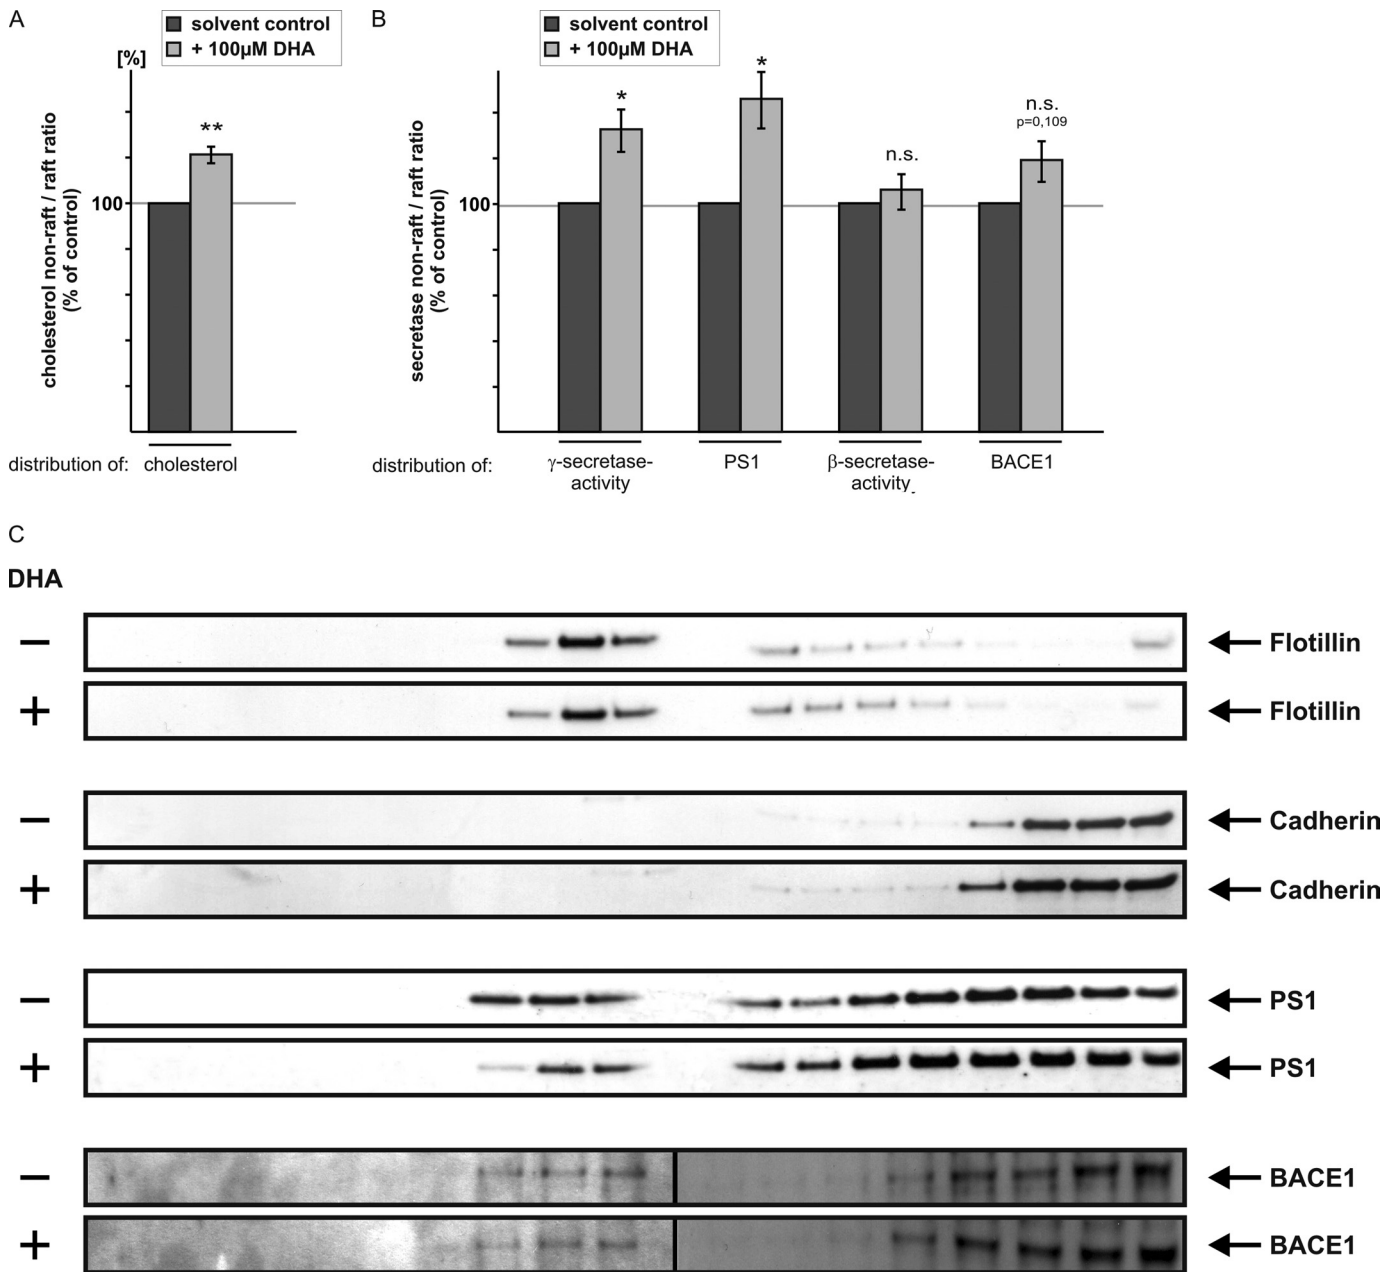 A
solvent control
+ 100µM DHA
[%]
cholesterol non-raft / raft ratio
(% of control)
100
**
distribution of:
cholesterol
B
solvent control
+ 100µM DHA
secretase non-raft / raft ratio
(% of control)
100
*
*
n.s.
n.s.
p=0,109
distribution of:
γ-secretase-
activity
PS1
β-secretase-
activity
BACE1
C
DHA
− Flotillin
+ Flotillin
− Cadherin
+ Cadherin
− PS1
+ PS1
− BACE1
+ BACE1